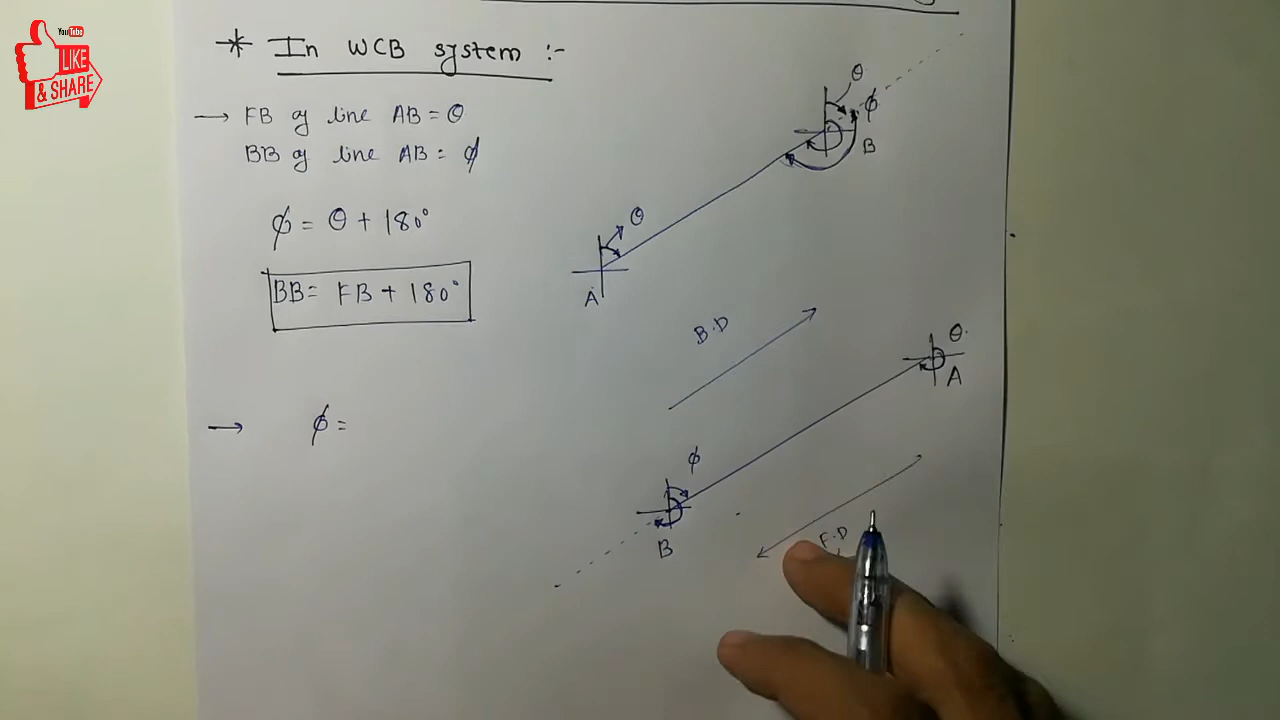 YouTube
LIKE
& SHARE
* In WCB system :-
→ FB of line AB = θ
BB of line AB = ϕ
ϕ = θ + 180°
BB = FB + 180°
→ ϕ =
θ
ϕ
B
θ
A
B.D
θ
A
ϕ
B
F.D